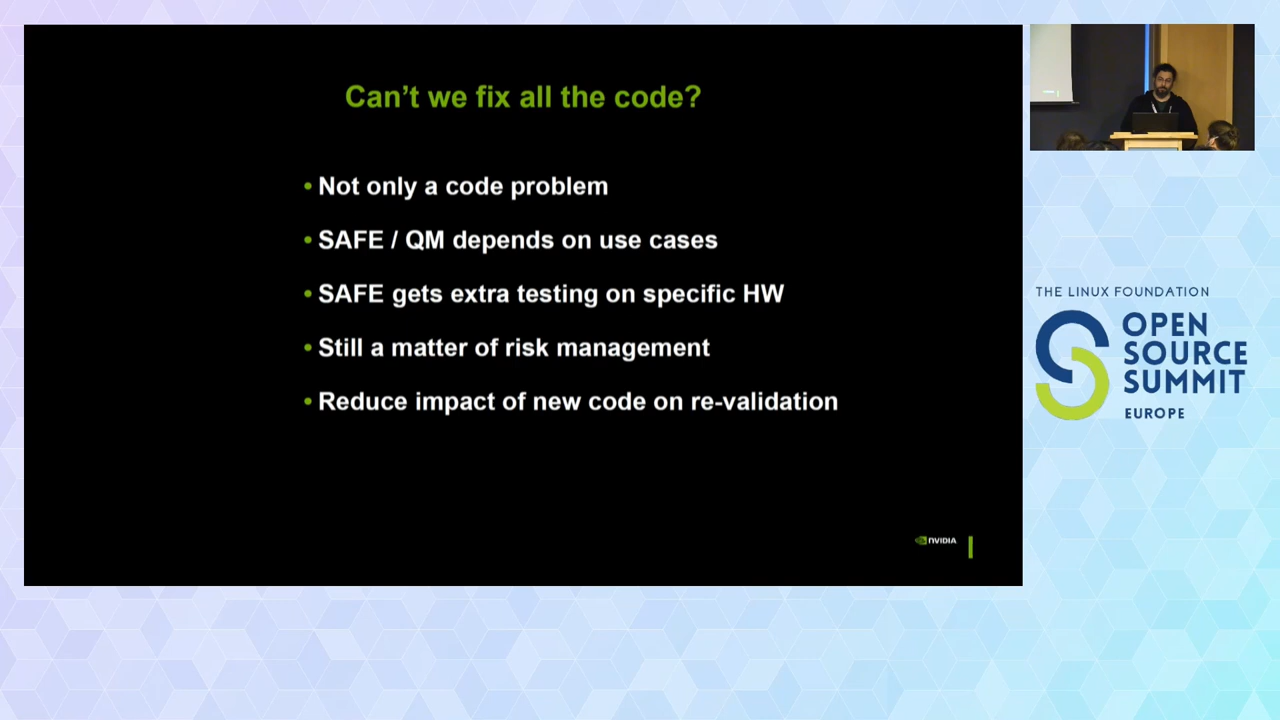 Can't we fix all the code?
• Not only a code problem
• SAFE / QM depends on use cases
• SAFE gets extra testing on specific HW
• Still a matter of risk management
• Reduce impact of new code on re-validation
NVIDIA
THE LINUX FOUNDATION
OPEN
SOURCE
SUMMIT
EUROPE